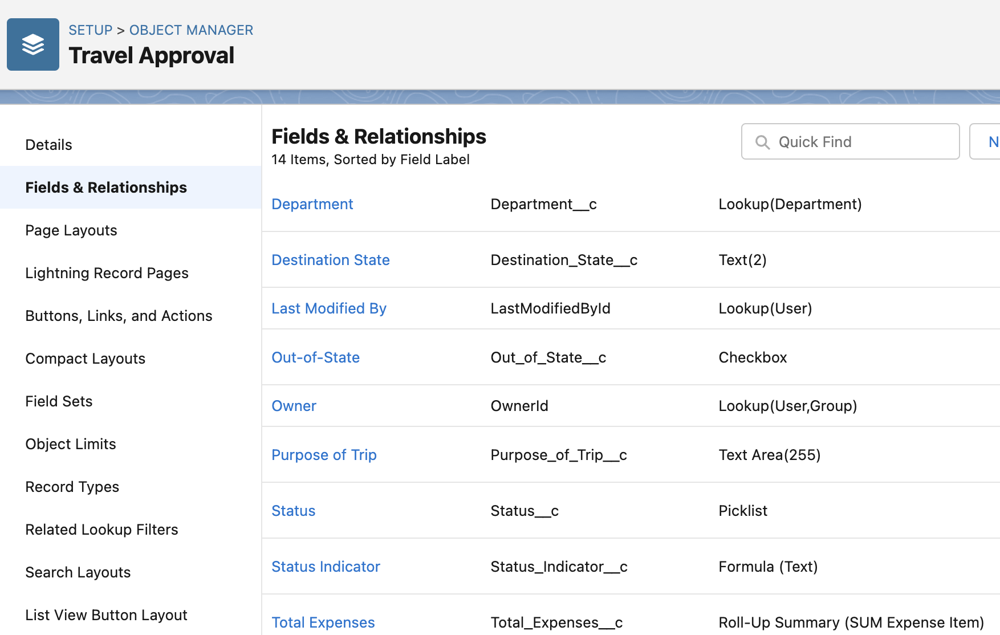 SETUP > OBJECT MANAGER
Travel Approval
Details
Fields & Relationships
Page Layouts
Lightning Record Pages
Buttons, Links, and Actions
Compact Layouts
Field Sets
Object Limits
Record Types
Related Lookup Filters
Search Layouts
List View Button Layout
Fields & Relationships
14 Items, Sorted by Field Label
Quick Find
Department Department__c Lookup(Department)
Destination State Destination_State__c Text(2)
Last Modified By LastModifiedById Lookup(User)
Out-of-State Out_of_State__c Checkbox
Owner OwnerId Lookup(User,Group)
Purpose of Trip Purpose_of_Trip__c Text Area(255)
Status Status__c Picklist
Status Indicator Status_Indicator__c Formula (Text)
Total Expenses Total_Expenses__c Roll-Up Summary (SUM Expense Item)